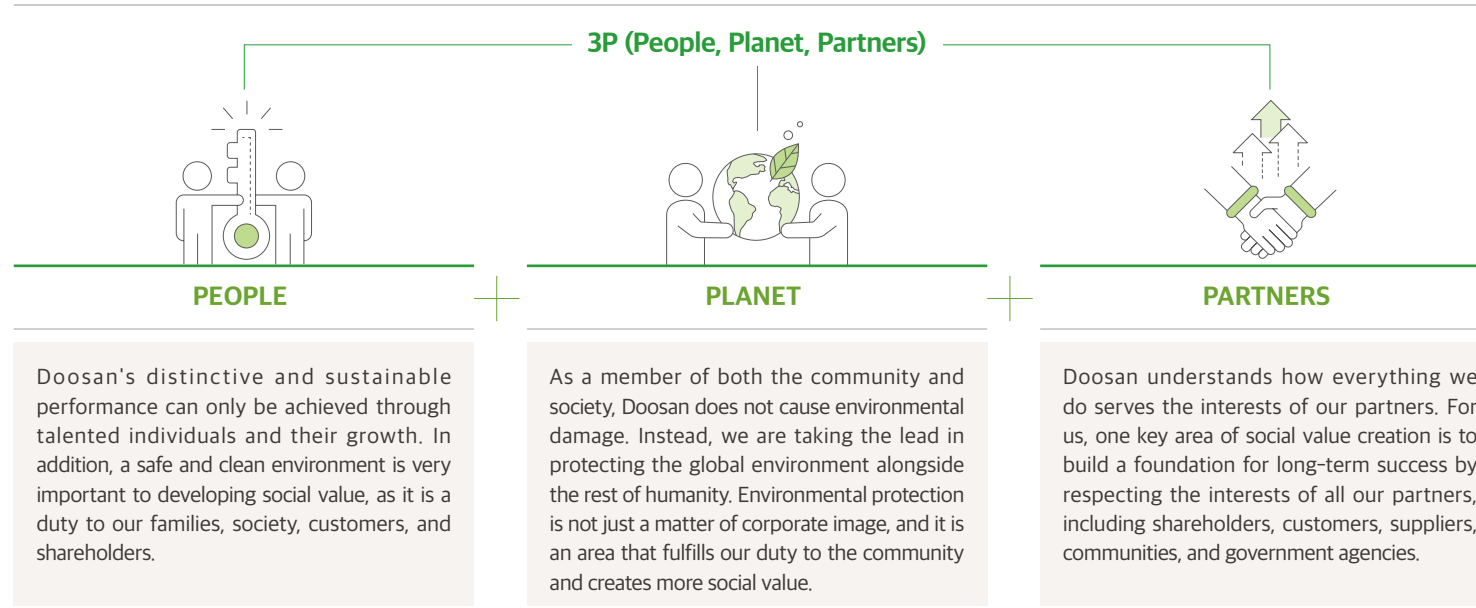 3P (People, Planet, Partners)
PEOPLE
Doosan's distinctive and sustainable
performance can only be achieved through
talented individuals and their growth. In
addition, a safe and clean environment is very
important to developing social value, as it is a
duty to our families, society, customers, and
shareholders.
PLANET
As a member of both the community and
society, Doosan does not cause environmental
damage. Instead, we are taking the lead in
protecting the global environment alongside
the rest of humanity. Environmental protection
is not just a matter of corporate image, and it is
an area that fulfills our duty to the community
and creates more social value.
PARTNERS
Doosan understands how everything we
do serves the interests of our partners. For
us, one key area of social value creation is to
build a foundation for long-term success by
respecting the interests of all our partners,
including shareholders, customers, suppliers,
communities, and government agencies.